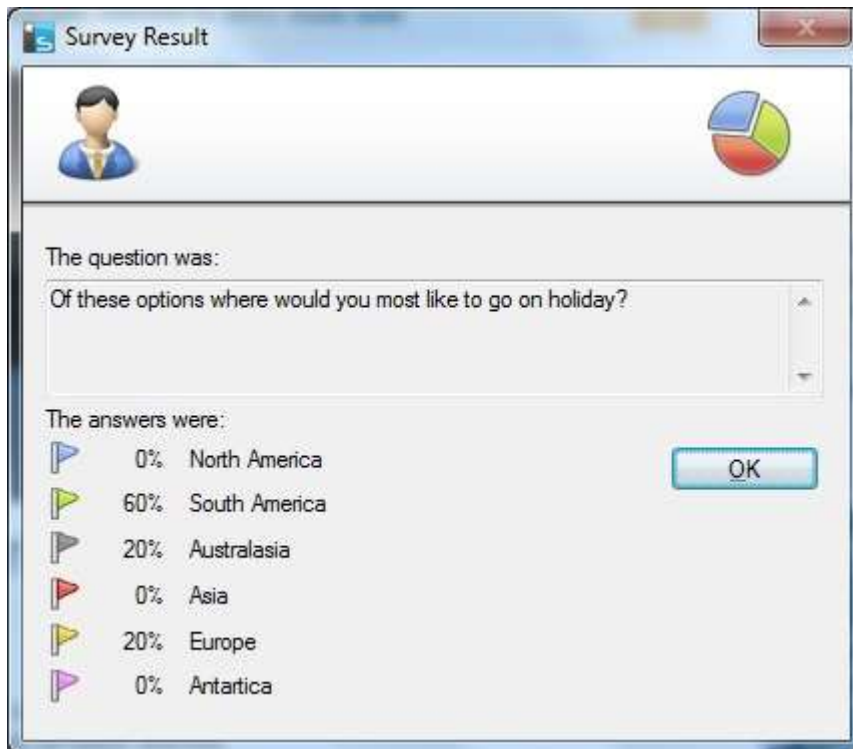 Survey Result
The question was:
Of these options where would you most like to go on holiday?
The answers were:
0% North America
OK
60% South America
20% Australasia
0% Asia
20% Europe
0% Antartica